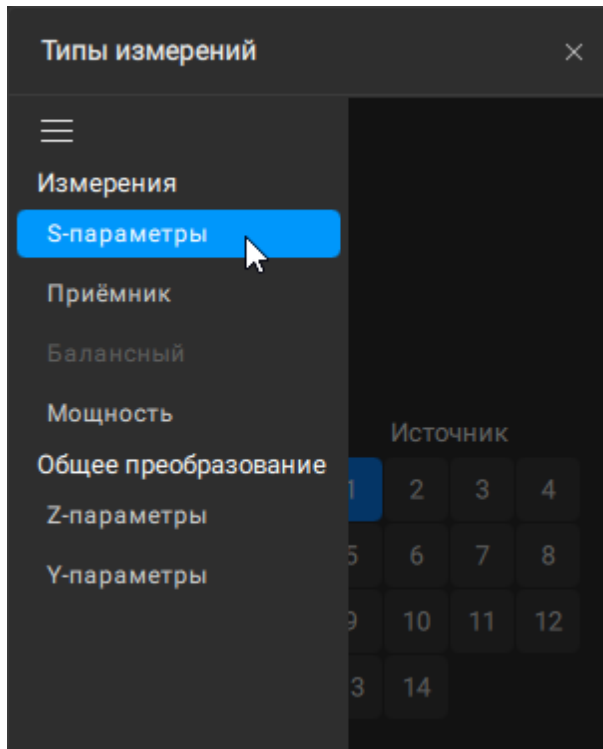 Типы измерений
Измерения
S-параметры
Приёмник
Балансный
Мощность
Общее преобразование
Z-параметры
Y-параметры
Источник
1 2 3 4
5 6 7 8
9 10 11 12
3 14